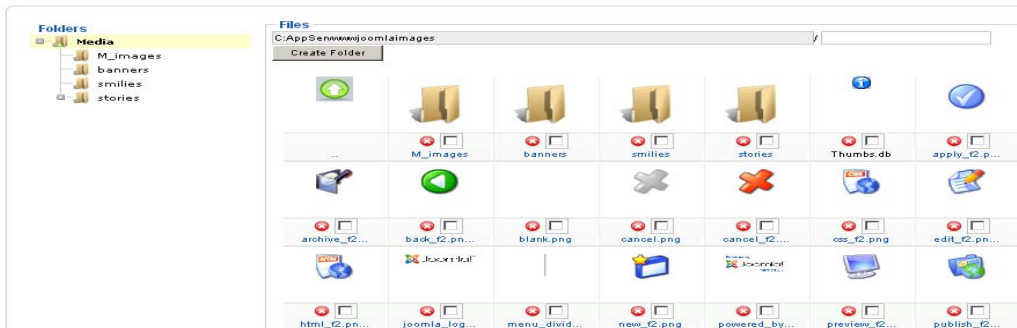 Folders
Media
M_images
banners
smilies
stories
Files
C:AppServwwwjoomlaimages
/
Create Folder
..
M_images
banners
smilies
stories
Thumbs.db
apply_f2.p...
archive_f2...
back_f2.pn...
blank.png
cancel.png
cancel_f2....
css_f2.png
edit_f2.pn...
Joomla!
Joomla!
html_f2.pn...
joomla_log...
menu_divid...
new_f2.png
powered_by...
preview_f2...
publish_f2...